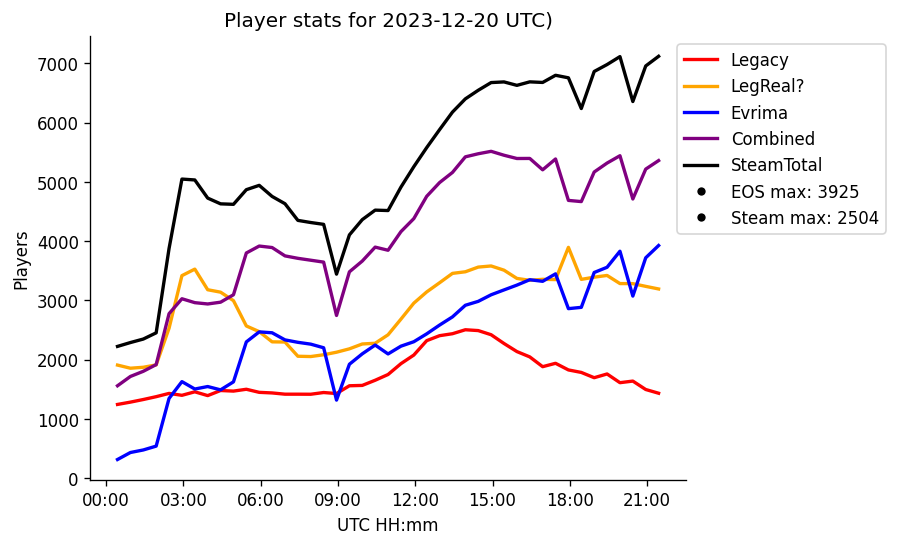 Player stats for 2023-12-20 UTC)
Legacy
LegReal?
Evrima
Combined
SteamTotal
EOS max: 3925
Steam max: 2504
Players
7000
6000
5000
4000
3000
2000
1000
0
00:00 03:00 06:00 09:00 12:00 15:00 18:00 21:00
UTC HH:mm